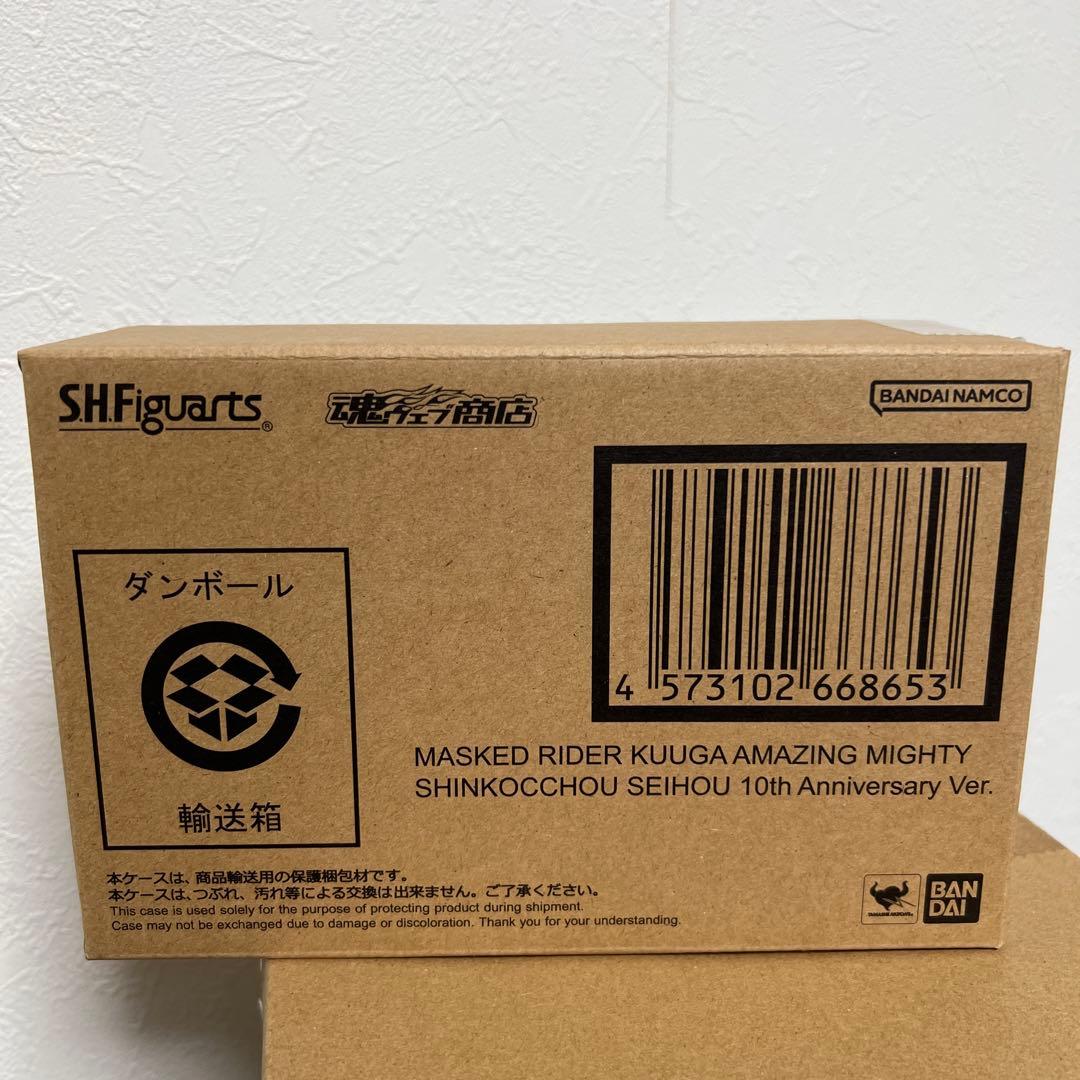 S.H.Figuarts®
魂ウェブ商店
BANDAI NAMCO
4 573102 668653
MASKED RIDER KUUGA AMAZING MIGHTY
SHINKOCCHOU SEIHOU 10th Anniversary Ver.
ダンボール
輸送箱
本ケースは、商品輸送用の保護梱包材です。
本ケースは、つぶれ、汚れ等による交換は出来ません。ご了承ください。
This case is used solely for the purpose of protecting product during shipment.
Case may not be exchanged due to damage or discoloration. Thank you for your understanding.
TAMASHII NATIONS
BAN
DAI